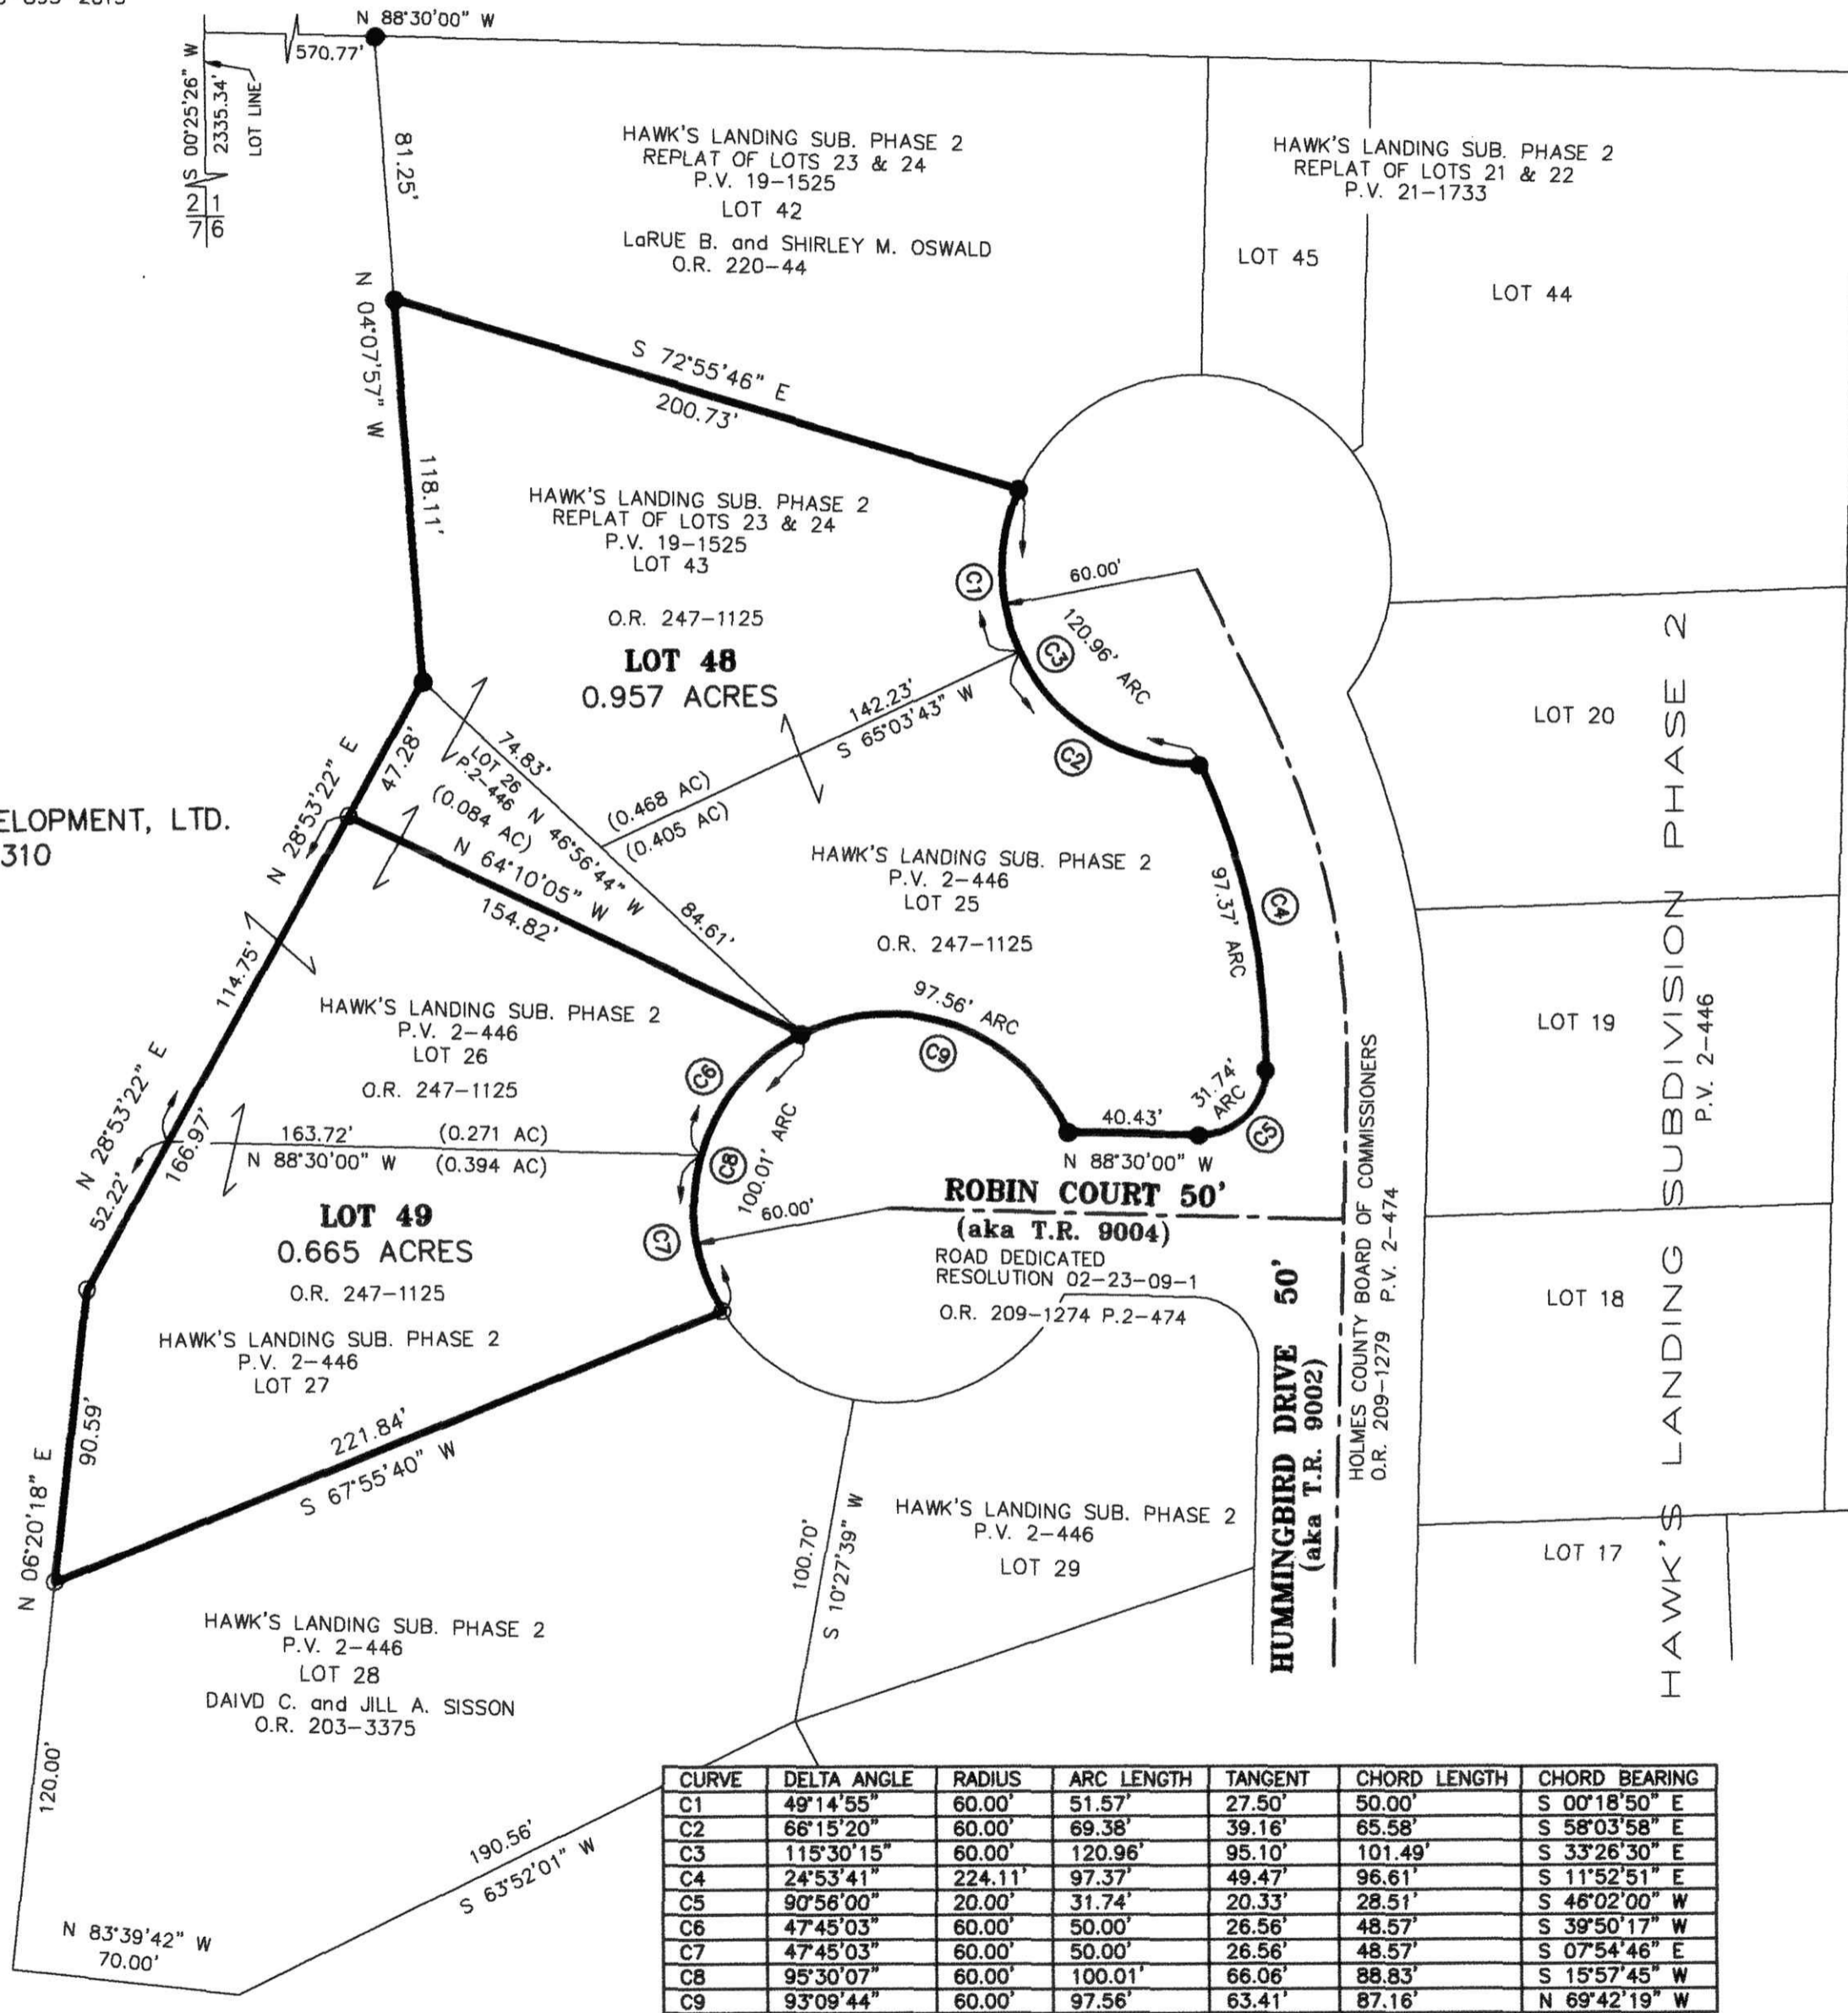 N 88°30'00" W
570.77'
S 00°25'26" W
2335.34'
LOT LINE
2 1
7 6
81.25'
HAWK'S LANDING SUB. PHASE 2
REPLAT OF LOTS 23 & 24
P.V. 19-1525
LOT 42
LaRUE B. and SHIRLEY M. OSWALD
O.R. 220-44
HAWK'S LANDING SUB. PHASE 2
REPLAT OF LOTS 21 & 22
P.V. 21-1733
LOT 45
LOT 44
N 04°07'57" W
118.11'
S 72°55'46" E
200.73'
HAWK'S LANDING SUB. PHASE 2
REPLAT OF LOTS 23 & 24
P.V. 19-1525
LOT 43
O.R. 247-1125
LOT 48
0.957 ACRES
C1
60.00'
C3
120.96' ARC
C2
142.23'
S 65°03'43" W
(0.468 AC)
(0.405 AC)
N 28°53'22" E
47.28'
74.83'
LOT 26
P.2-446
(0.084 AC)
N 46°56'44" W
84.61'
N 64°10'05" W
154.82'
ELOPMENT, LTD.
310
HAWK'S LANDING SUB. PHASE 2
P.V. 2-446
LOT 25
O.R. 247-1125
97.37' ARC
C4
LOT 20
LOT 19
LOT 18
LOT 17
HAWK'S LANDING SUBDIVISION PHASE 2
P.V. 2-446
114.75'
HAWK'S LANDING SUB. PHASE 2
P.V. 2-446
LOT 26
O.R. 247-1125
97.56' ARC
C9
C6
31.74'
ARC
C5
40.43'
N 88°30'00" W
N 28°53'22" E
166.97'
52.22'
163.72'
(0.271 AC)
N 88°30'00" W
(0.394 AC)
C8
100.01' ARC
C7
60.00'
ROBIN COURT 50'
(aka T.R. 9004)
ROAD DEDICATED
RESOLUTION 02-23-09-1
O.R. 209-1274 P.2-474
LOT 49
0.665 ACRES
O.R. 247-1125
HAWK'S LANDING SUB. PHASE 2
P.V. 2-446
LOT 27
HUMMINGBIRD DRIVE 50'
(aka T.R. 9002)
HOLMES COUNTY BOARD OF COMMISSIONERS
O.R. 209-1279 P.V. 2-474
90.59'
N 06°20'18" E
221.84'
S 67°55'40" W
100.70'
S 10°27'39" W
HAWK'S LANDING SUB. PHASE 2
P.V. 2-446
LOT 29
HAWK'S LANDING SUB. PHASE 2
P.V. 2-446
LOT 28
DAIVD C. and JILL A. SISSON
O.R. 203-3375
120.00'
190.56'
S 63°52'01" W
N 83°39'42" W
70.00'
CURVE DELTA ANGLE RADIUS ARC LENGTH TANGENT CHORD LENGTH CHORD BEARING
C1 49°14'55" 60.00' 51.57' 27.50' 50.00' S 00°18'50" E
C2 66°15'20" 60.00' 69.38' 39.16' 65.58' S 58°03'58" E
C3 115°30'15" 60.00' 120.96' 95.10' 101.49' S 33°26'30" E
C4 24°53'41" 224.11' 97.37' 49.47' 96.61' S 11°52'51" E
C5 90°56'00" 20.00' 31.74' 20.33' 28.51' S 46°02'00" W
C6 47°45'03" 60.00' 50.00' 26.56' 48.57' S 39°50'17" W
C7 47°45'03" 60.00' 50.00' 26.56' 48.57' S 07°54'46" E
C8 95°30'07" 60.00' 100.01' 66.06' 88.83' S 15°57'45" W
C9 93°09'44" 60.00' 97.56' 63.41' 87.16' N 69°42'19" W